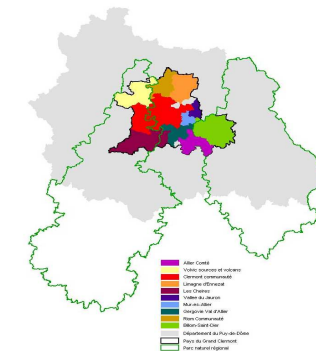 Allier Comté
Volvic sources et volcans
Clermont communauté
Limagne d'Ennezat
Les Cheires
Vallée du Jauron
Mur-es-Allier
Gergovie Val d'Allier
Riom Communauté
Billom-Saint-Dier
Département du Puy-de-Dôme
Pays du Grand Clermont
Parc naturel régional